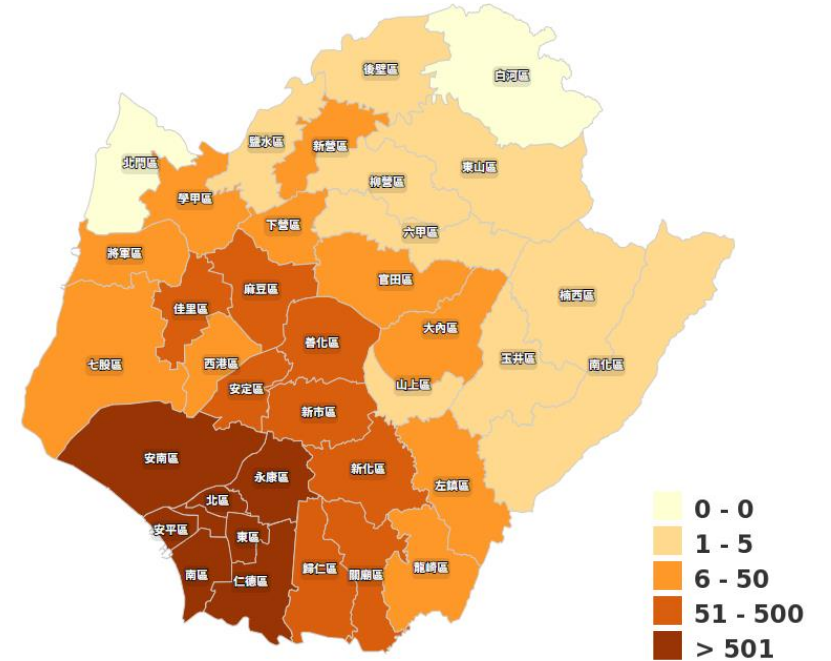 後壁區
白河區
鹽水區
新營區
北門區
東山區
柳營區
學甲區
下營區
六甲區
將軍區
官田區
麻豆區
楠西區
佳里區
大內區
善化區
玉井區
七股區
西港區
南化區
山上區
安定區
新市區
安南區
新化區
永康區
左鎮區
北區
安平區
東區
龍崎區
歸仁區
南區
關廟區
仁德區
0 - 0
1 - 5
6 - 50
51 - 500
> 501